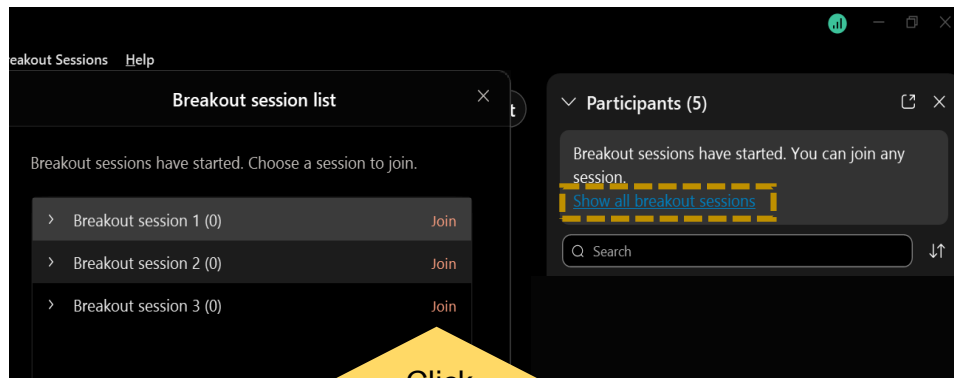 eakout Sessions Help
Breakout session list
t
Participants (5)
Breakout sessions have started. Choose a session to join.
Breakout sessions have started. You can join any
session.
Show all breakout sessions
Search
Breakout session 1 (0) Join
Breakout session 2 (0) Join
Breakout session 3 (0) Join
Click